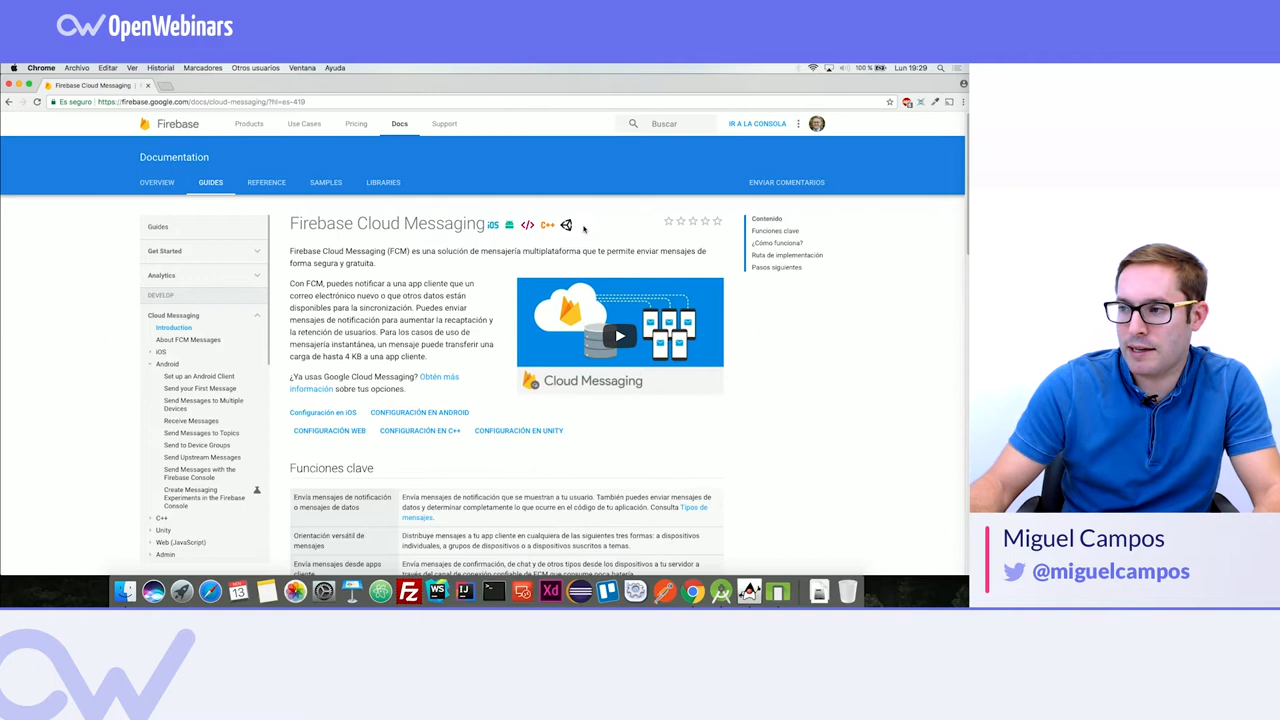 OpenWebinars
Chrome Archivo Editar Ver Historial Marcadores Otros usuarios Ventana Ayuda
100 % Lun 19:29
Firebase Cloud Messaging
Es seguro https://firebase.google.com/docs/cloud-messaging/?hl=es-419
Firebase Products Use Cases Pricing Docs Support Buscar IR A LA CONSOLA
Documentation
OVERVIEW GUIDES REFERENCE SAMPLES LIBRARIES ENVIAR COMENTARIOS
Guides
Get Started
Analytics
DEVELOP
Cloud Messaging
Introduction
About FCM Messages
iOS
Android
Set up an Android Client
Send your First Message
Send Messages to Multiple
Devices
Receive Messages
Send Messages to Topics
Send to Device Groups
Send Upstream Messages
Send Messages with the
Firebase Console
Create Messaging
Experiments in the Firebase
Console
C++
Unity
Web (JavaScript)
Admin
Firebase Cloud Messaging iOS </> C++
Firebase Cloud Messaging (FCM) es una solución de mensajería multiplataforma que te permite enviar mensajes de
forma segura y gratuita.
Con FCM, puedes notificar a una app cliente que un
correo electrónico nuevo o que otros datos están
disponibles para la sincronización. Puedes enviar
mensajes de notificación para aumentar la recaptación y
la retención de usuarios. Para los casos de uso de
mensajería instantánea, un mensaje puede transferir una
carga de hasta 4 KB a una app cliente.
¿Ya usas Google Cloud Messaging? Obtén más
información sobre tus opciones.
Cloud Messaging
Configuración en iOS CONFIGURACIÓN EN ANDROID
CONFIGURACIÓN WEB CONFIGURACIÓN EN C++ CONFIGURACIÓN EN UNITY
Funciones clave
Envía mensajes de notificación
o mensajes de datos
Envía mensajes de notificación que se muestran a tu usuario. También puedes enviar mensajes de
datos y determinar completamente lo que ocurre en el código de tu aplicación. Consulta Tipos de
mensajes.
Orientación versátil de
mensajes
Distribuye mensajes a tu app cliente en cualquiera de las siguientes tres formas: a dispositivos
individuales, a grupos de dispositivos o a dispositivos suscritos a temas.
Envía mensajes desde apps
Envía mensajes de confirmación, de chat y de otros tipos desde los dispositivos a tu servidor a
Contenido
Funciones clave
¿Cómo funciona?
Ruta de implementación
Pasos siguientes
NOV
13
FZ
WS
IJ
Xd
Miguel Campos
@miguelcampos